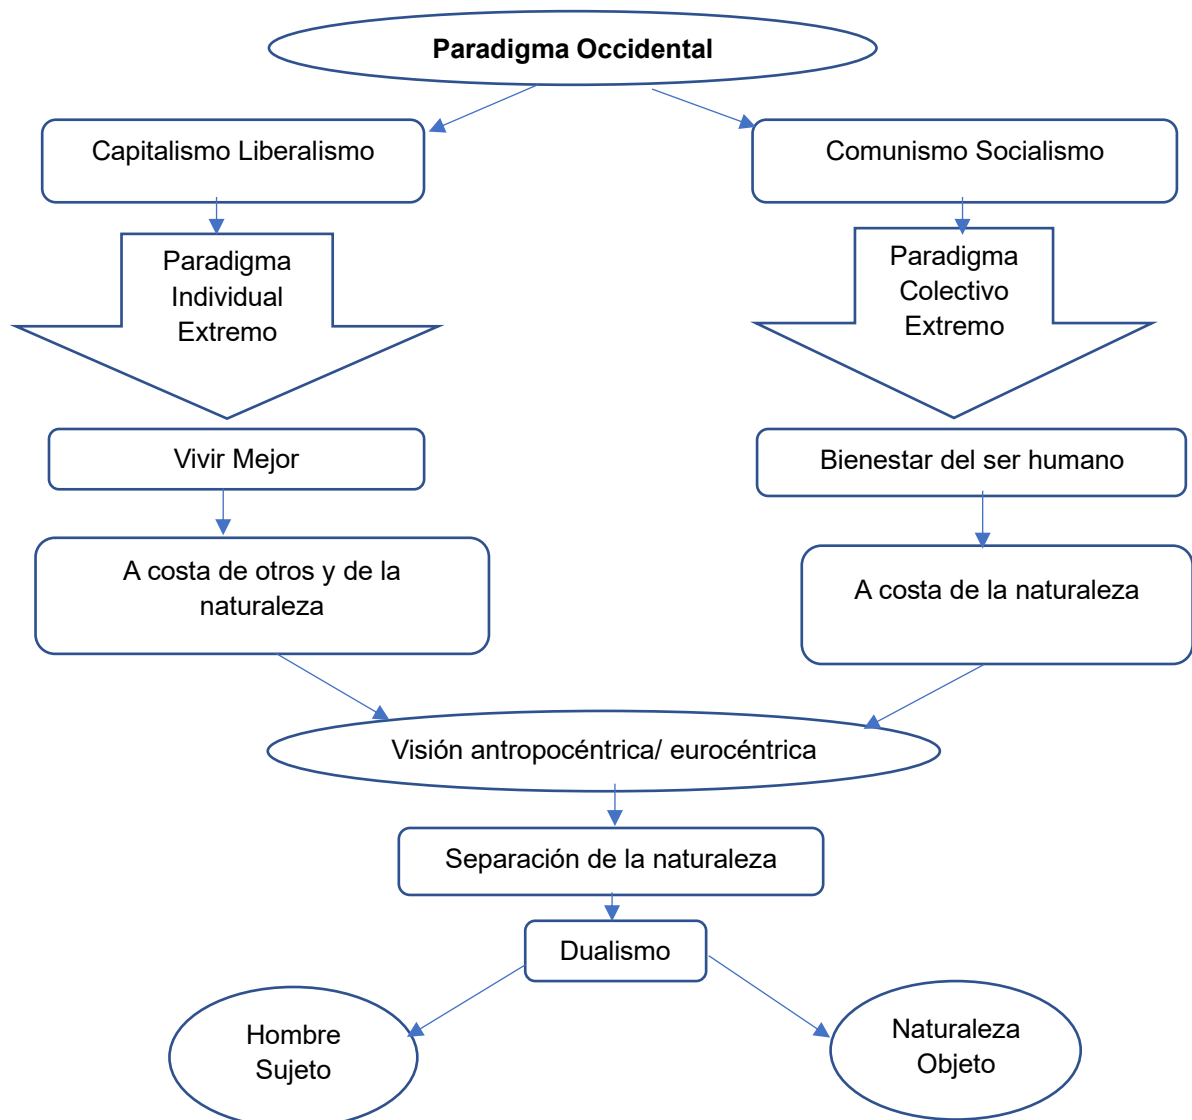 Paradigma Occidental
Capitalismo Liberalismo
Comunismo Socialismo
Paradigma
Individual
Extremo
Paradigma
Colectivo
Extremo
Vivir Mejor
Bienestar del ser humano
A costa de otros y de la
naturaleza
A costa de la naturaleza
Visión antropocéntrica/ eurocéntrica
Separación de la naturaleza
Dualismo
Hombre
Sujeto
Naturaleza
Objeto